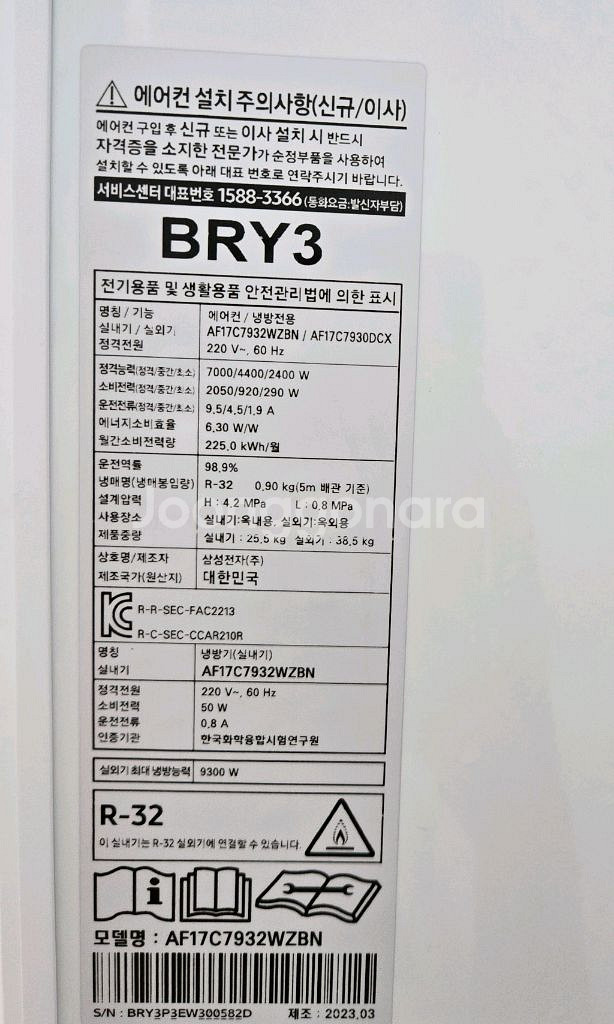 에어컨 설치 주의사항(신규/이사)
에어컨 구입 후 신규 또는 이사 설치 시 반드시
자격증을 소지한 전문가가 순정부품을 사용하여
설치할 수 있도록 아래 대표 번호로 연락주시기 바랍니다.
서비스센터 대표번호 1588-3366 (통화요금:발신자부담)
BRY3
전기용품 및 생활용품 안전관리법에 의한 표시
명칭 / 기능 에어컨 / 냉방전용
실내기 / 실외기 AF17C7932WZBN / AF17C7930DCX
정격전원 220 V~, 60 Hz
정격능력(정격/중간/최소) 7000/4400/2400 W
소비전력(정격/중간/최소) 2050/920/290 W
운전전류(정격/중간/최소) 9.5/4.5/1.9 A
에너지소비효율 6.30 W/W
월간소비전력량 225.0 kWh/월
운전역률 98.9%
냉매명(냉매봉입량) R-32 0.90 kg(5m 배관 기준)
설계압력 H : 4.2 MPa L : 0.8 MPa
사용장소 실내기:옥내용, 실외기:옥외용
제품중량 실내기 : 25.5 kg 실외기 : 38.5 kg
상호명/제조자 삼성전자(주)
제조국가(원산지) 대한민국
R-R-SEC-FAC2213
R-C-SEC-CCAR210R
명칭 냉방기(실내기)
실내기 AF17C7932WZBN
정격전원 220 V~, 60 Hz
소비전력 50 W
운전전류 0.8 A
인증기관 한국화학융합시험연구원
실외기 최대 냉방능력 9300 W
R-32
이 실내기는 R-32 실외기에 연결할 수 있습니다.
모델명 : AF17C7932WZBN
S/N : BRY3P3EW300582D 제조 : 2023.03
Joongonara